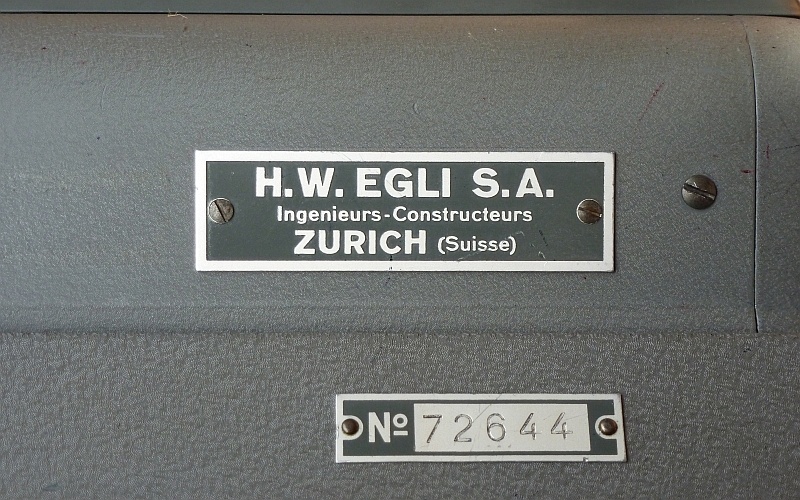 H.W. EGLI S.A.
Ingenieurs-Constructeurs
ZURICH (Suisse)
Nº 72644